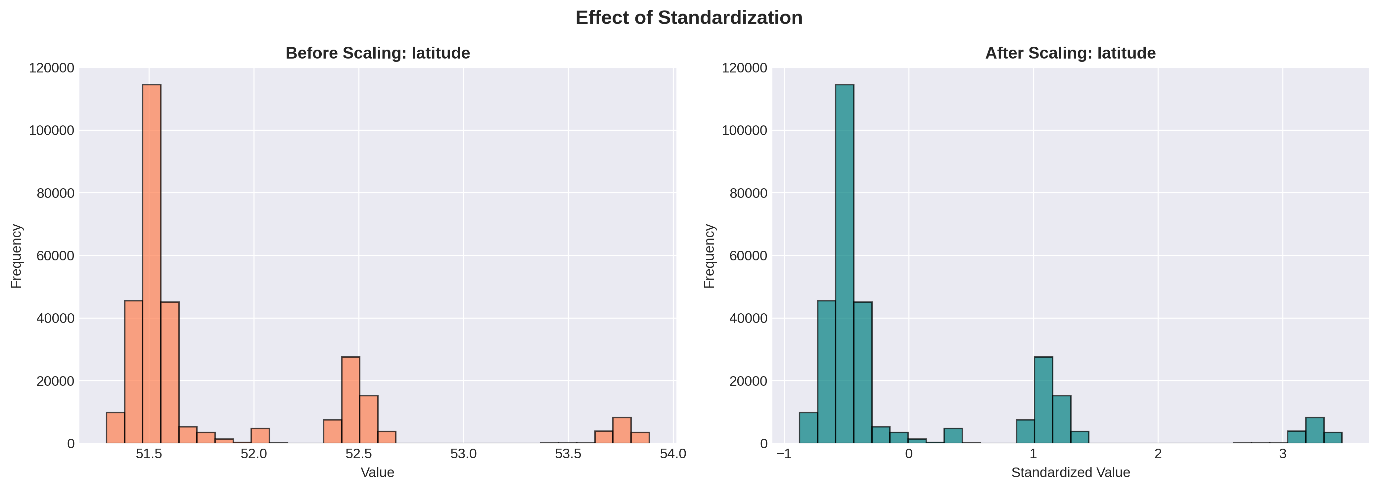 Effect of Standardization
Before Scaling: latitude
120000
100000
80000
60000
40000
20000
0
Frequency
51.5 52.0 52.5 53.0 53.5 54.0
Value
After Scaling: latitude
120000
100000
80000
60000
40000
20000
0
Frequency
−1 0 1 2 3
Standardized Value